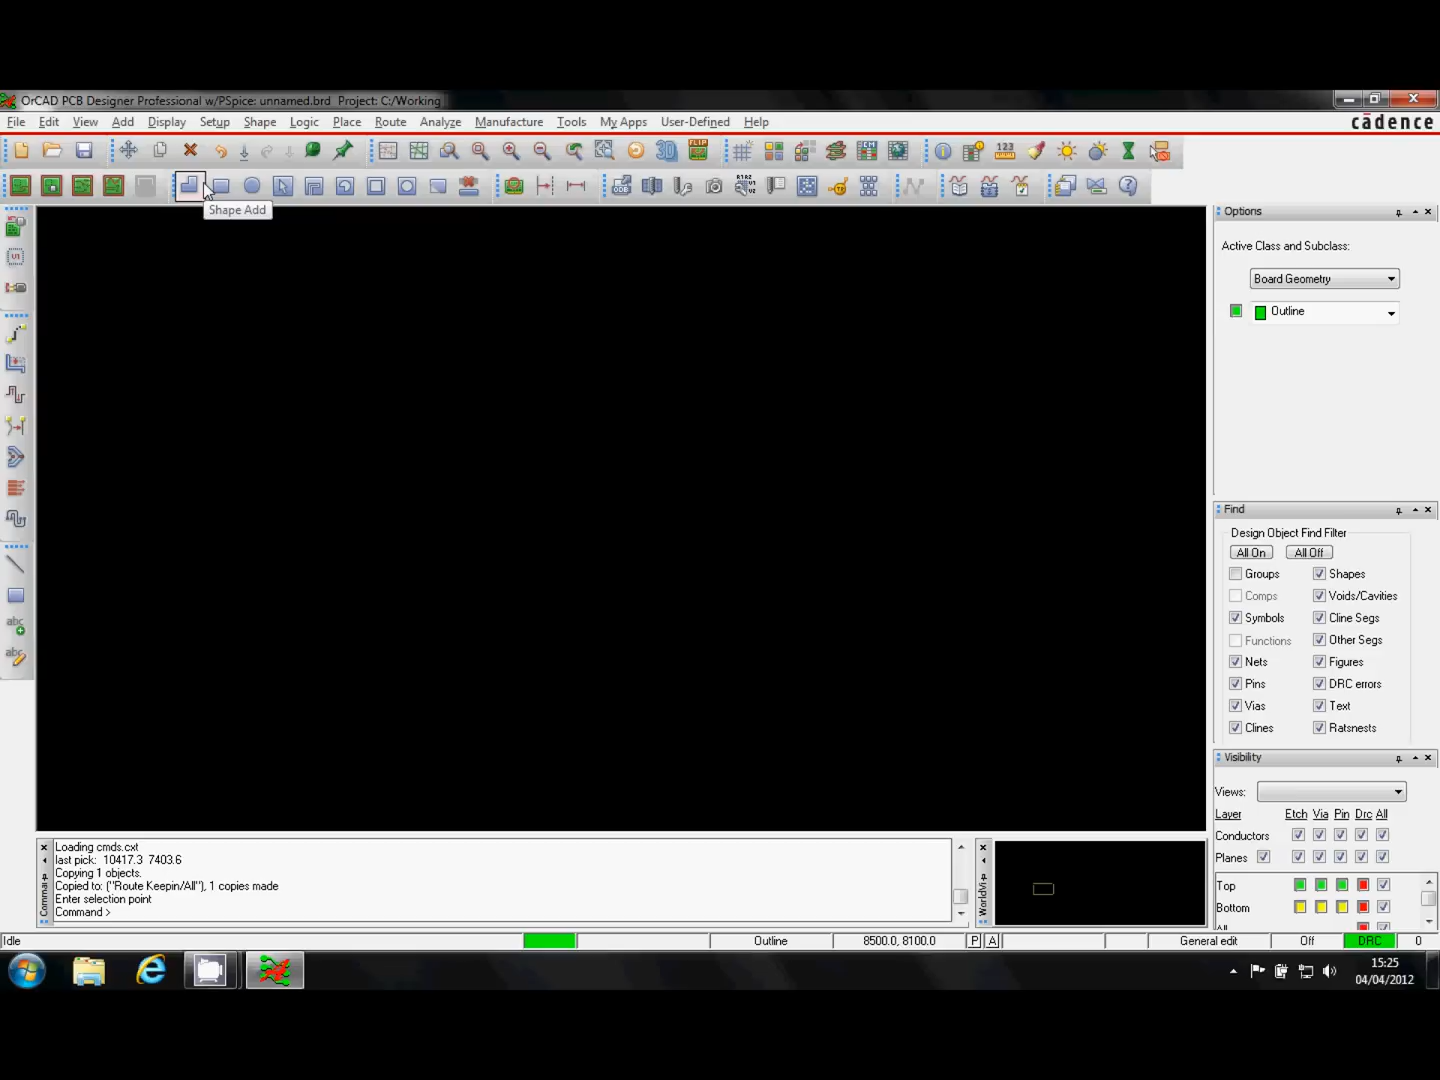 OrCAD PCB Designer Professional w/PSpice: unnamed.brd Project: C:/Working
File Edit View Add Display Setup Shape Logic Place Route Analyze Manufacture Tools My Apps User-Defined Help
cādence
Shape Add
Options
Active Class and Subclass:
Board Geometry
Outline
Find
Design Object Find Filter
All On All Off
Groups Shapes
Comps Voids/Cavities
Symbols Cline Segs
Functions Other Segs
Nets Figures
Pins DRC errors
Vias Text
Clines Ratsnests
Visibility
Views:
Layer Etch Via Pin Drc All
Conductors
Planes
Top
Bottom
All
Loading cmds.cxt
last pick: 10417.3 7403.6
Copying 1 objects.
Copied to: ("Route Keepin/All"), 1 copies made
Enter selection point
Command >
Idle Outline 8500.0, 8100.0 P A General edit Off DRC 0
15:25
04/04/2012